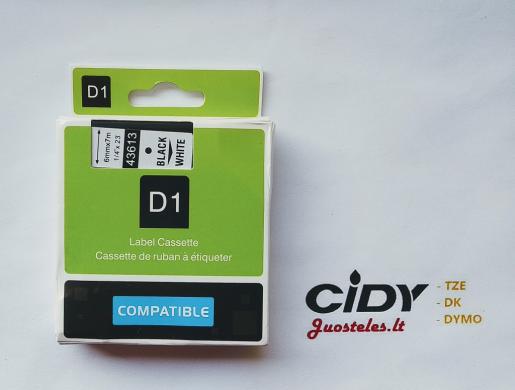 D1
6mmx7m
1/4"x 23'
43613
BLACK
WHITE
D1
Label Cassette
Cassette de ruban à étiqueter
COMPATIBLE
CiDY
Juosteles.lt
- TZE
- DK
- DYMO